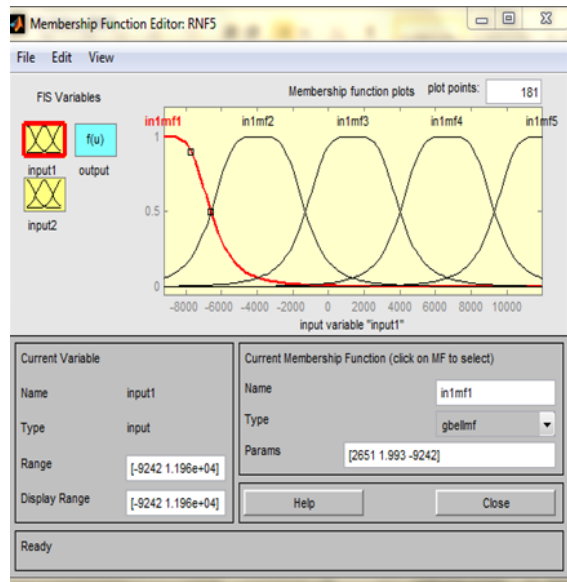 Membership Function Editor: RNF5
File Edit View
FIS Variables
f(u)
input1 output
input2
Membership function plots plot points: 181
in1mf1 in1mf2 in1mf3 in1mf4 in1mf5
1
0.5
0
-8000 -6000 -4000 -2000 0 2000 4000 6000 8000 10000
input variable "input1"
Current Variable
Name input1
Type input
Range [-9242 1.196e+04]
Display Range [-9242 1.196e+04]
Current Membership Function (click on MF to select)
Name in1mf1
Type gbellmf
Params [2651 1.993 -9242]
Help Close
Ready